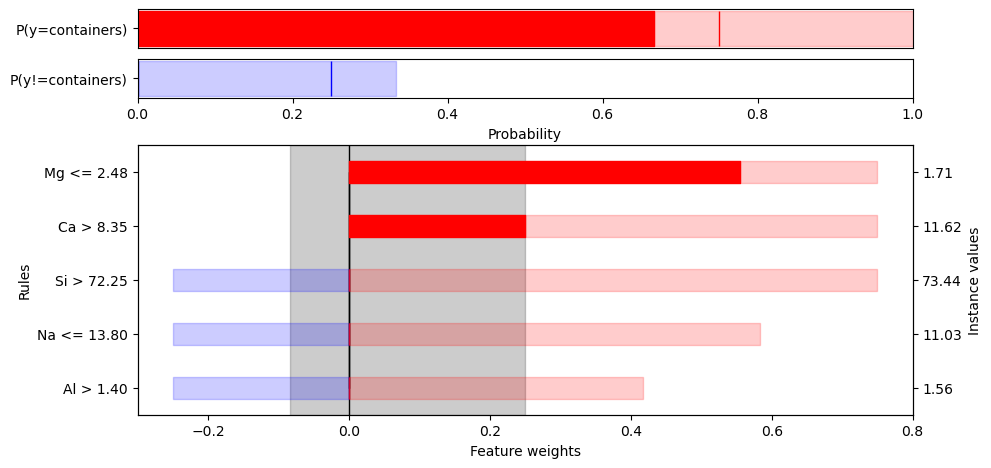 P(y=containers)
P(y!=containers)
0.0 0.2 0.4 0.6 0.8 1.0
Probability
Mg <= 2.48 1.71
Ca > 8.35 11.62
Si > 72.25 73.44
Na <= 13.80 11.03
Al > 1.40 1.56
Rules
Instance values
−0.2 0.0 0.2 0.4 0.6 0.8
Feature weights